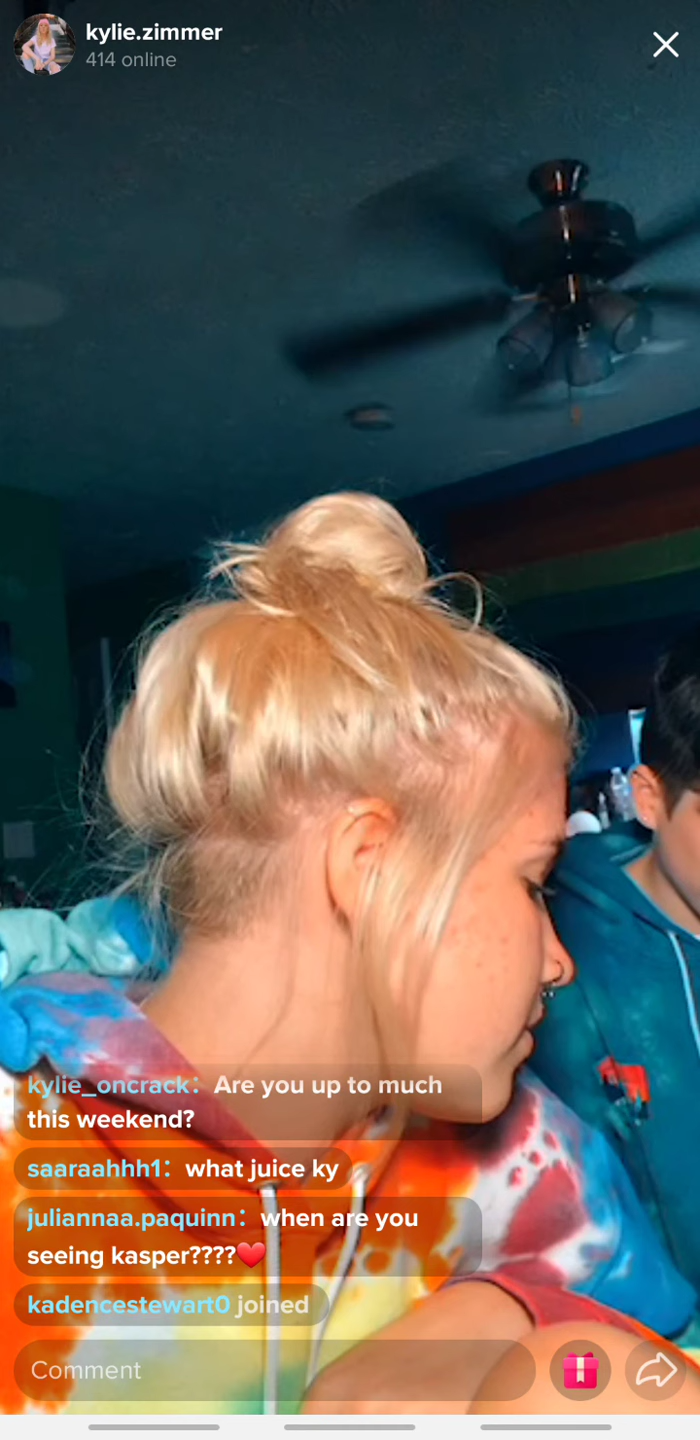 kylie.zimmer
414 online
kylie_oncrack: Are you up to much
this weekend?
saaraahhh1: what juice ky
juliannaa.paquinn: when are you
seeing kasper????❤️
kadencestewart0 joined
Comment